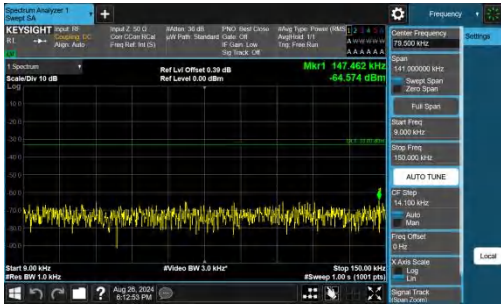 Spectrum Analyzer 1
Swept SA
+
Frequency
KEYSIGHT
Input: RF
Input Z: 50 Ω
#Atten: 30 dB
PNO: Best Close
#Avg Type: Power (RMS)
1 2 3 4 5 6
RL
Coupling: DC
Corr CCorr RCal
µW Path: Standard
Gate: Off
Avg|Hold: 1/1
Align: Auto
Freq Ref: Int (S)
IF Gain: Low
Trig: Free Run
Sig Track: Off
A A A A A A
1 Spectrum
Ref Lvl Offset 0.39 dB
Mkr1 147.462 kHz
Scale/Div 10 dB
Ref Level 0.00 dBm
-64.574 dBm
Log
Start 9.00 kHz
#Video BW 3.0 kHz*
Stop 150.00 kHz
#Res BW 1.0 kHz
#Sweep 1.00 s (1001 pts)
Aug 26, 2024
6:12:53 PM
Center Frequency
79.500 kHz
Settings
Span
141.000000 kHz
Swept Span
Zero Span
Full Span
Start Freq
9.000 kHz
Stop Freq
150.000 kHz
AUTO TUNE
CF Step
14.100 kHz
Auto
Man
Freq Offset
0 Hz
X Axis Scale
Log
Lin
Local
Signal Track
(Span Zoom)